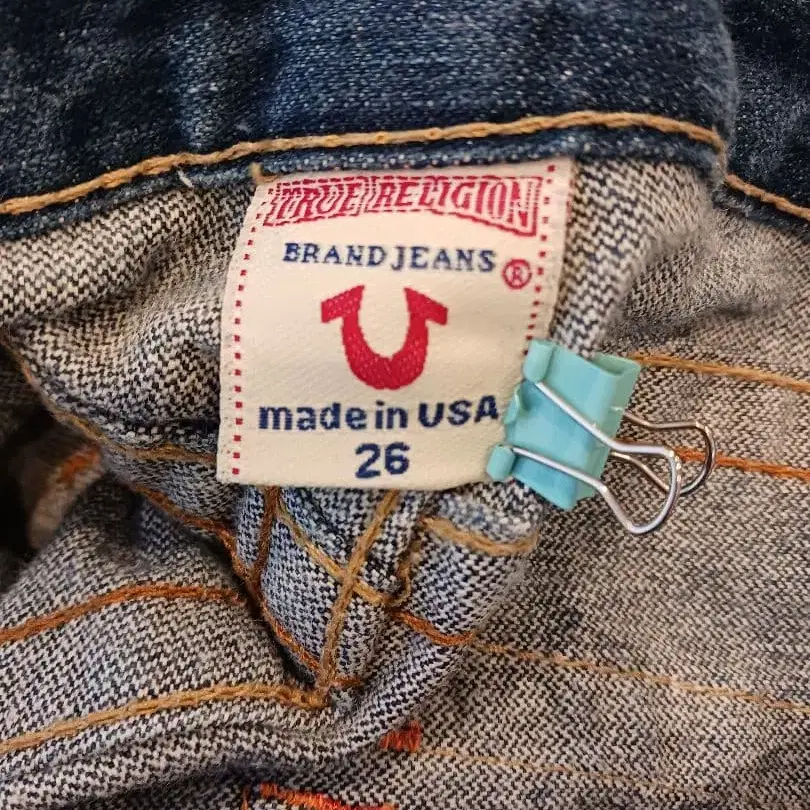 TRUE RELIGION
BRAND JEANS ®
made in USA
26